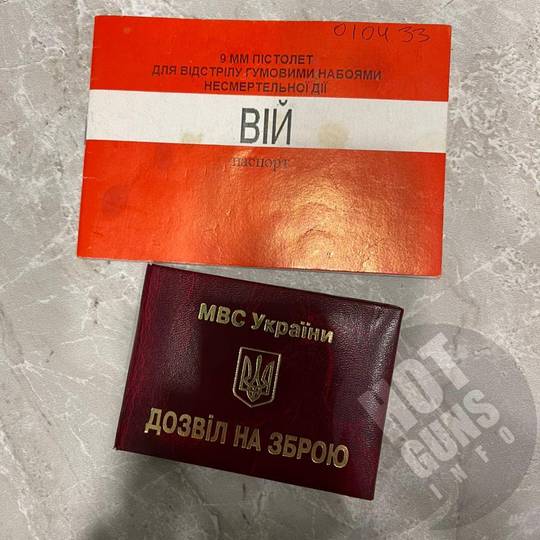 010433
9 ММ ПІСТОЛЕТ
ДЛЯ ВІДСТРІЛУ ГУМОВИМИ НАБОЯМИ
НЕСМЕРТЕЛЬНОЇ ДІЇ
ВІЙ
паспорт
МВС України
ДОЗВІЛ НА ЗБРОЮ
HOT
GUNS
INFO